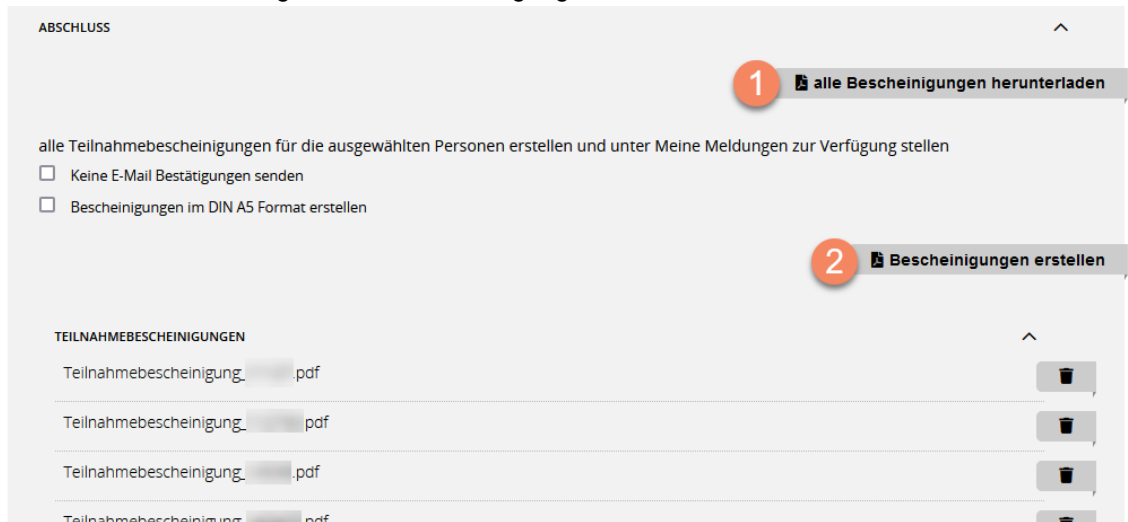 ABSCHLUSS
1 alle Bescheinigungen herunterladen
alle Teilnahmebescheinigungen für die ausgewählten Personen erstellen und unter Meine Meldungen zur Verfügung stellen
Keine E-Mail Bestätigungen senden
Bescheinigungen im DIN A5 Format erstellen
2 Bescheinigungen erstellen
TEILNAHMEBESCHEINIGUNGEN
Teilnahmebescheinigung_ .pdf
Teilnahmebescheinigung_ pdf
Teilnahmebescheinigung_ .pdf
Teilnahmebescheinigung_ pdf